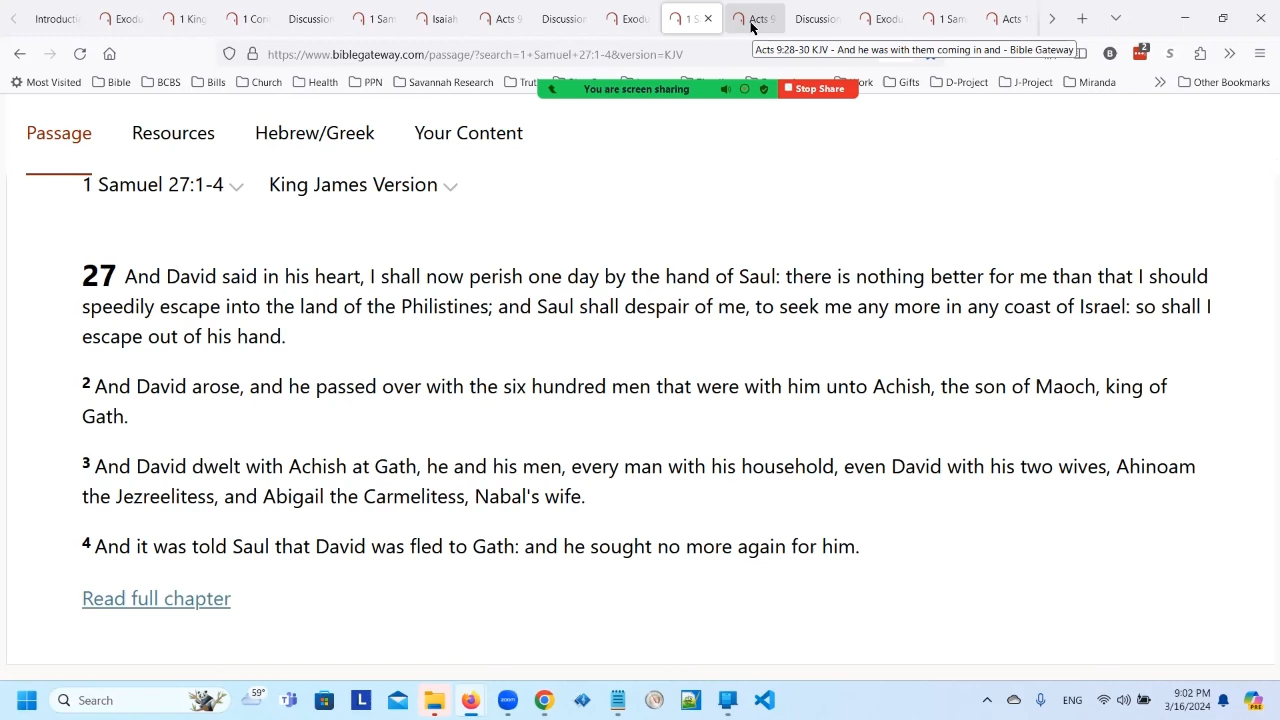 Introductic Exodu 1 King 1 Cori Discussion 1 Sam Isaiah Acts 9 Discussion Exodu 1 S Acts 9 Discussion Exodu 1 Sam Acts 1
https://www.biblegateway.com/passage/?search=1+Samuel+27:1-4&version=KJV
Acts 9:28-30 KJV - And he was with them coming in and - Bible Gateway
B 2 S
Most Visited Bible BCBS Bills Church Health PPN Savannah Research Gifts D-Project J-Project Miranda Other Bookmarks
You are screen sharing Stop Share
Passage Resources Hebrew/Greek Your Content
1 Samuel 27:1-4 King James Version
27 And David said in his heart, I shall now perish one day by the hand of Saul: there is nothing better for me than that I should
speedily escape into the land of the Philistines; and Saul shall despair of me, to seek me any more in any coast of Israel: so shall I
escape out of his hand.
2 And David arose, and he passed over with the six hundred men that were with him unto Achish, the son of Maoch, king of
Gath.
3 And David dwelt with Achish at Gath, he and his men, every man with his household, even David with his two wives, Ahinoam
the Jezreelitess, and Abigail the Carmelitess, Nabal's wife.
4 And it was told Saul that David was fled to Gath: and he sought no more again for him.
Read full chapter
Search 59° L zoom ENG 9:02 PM
3/16/2024 PRE